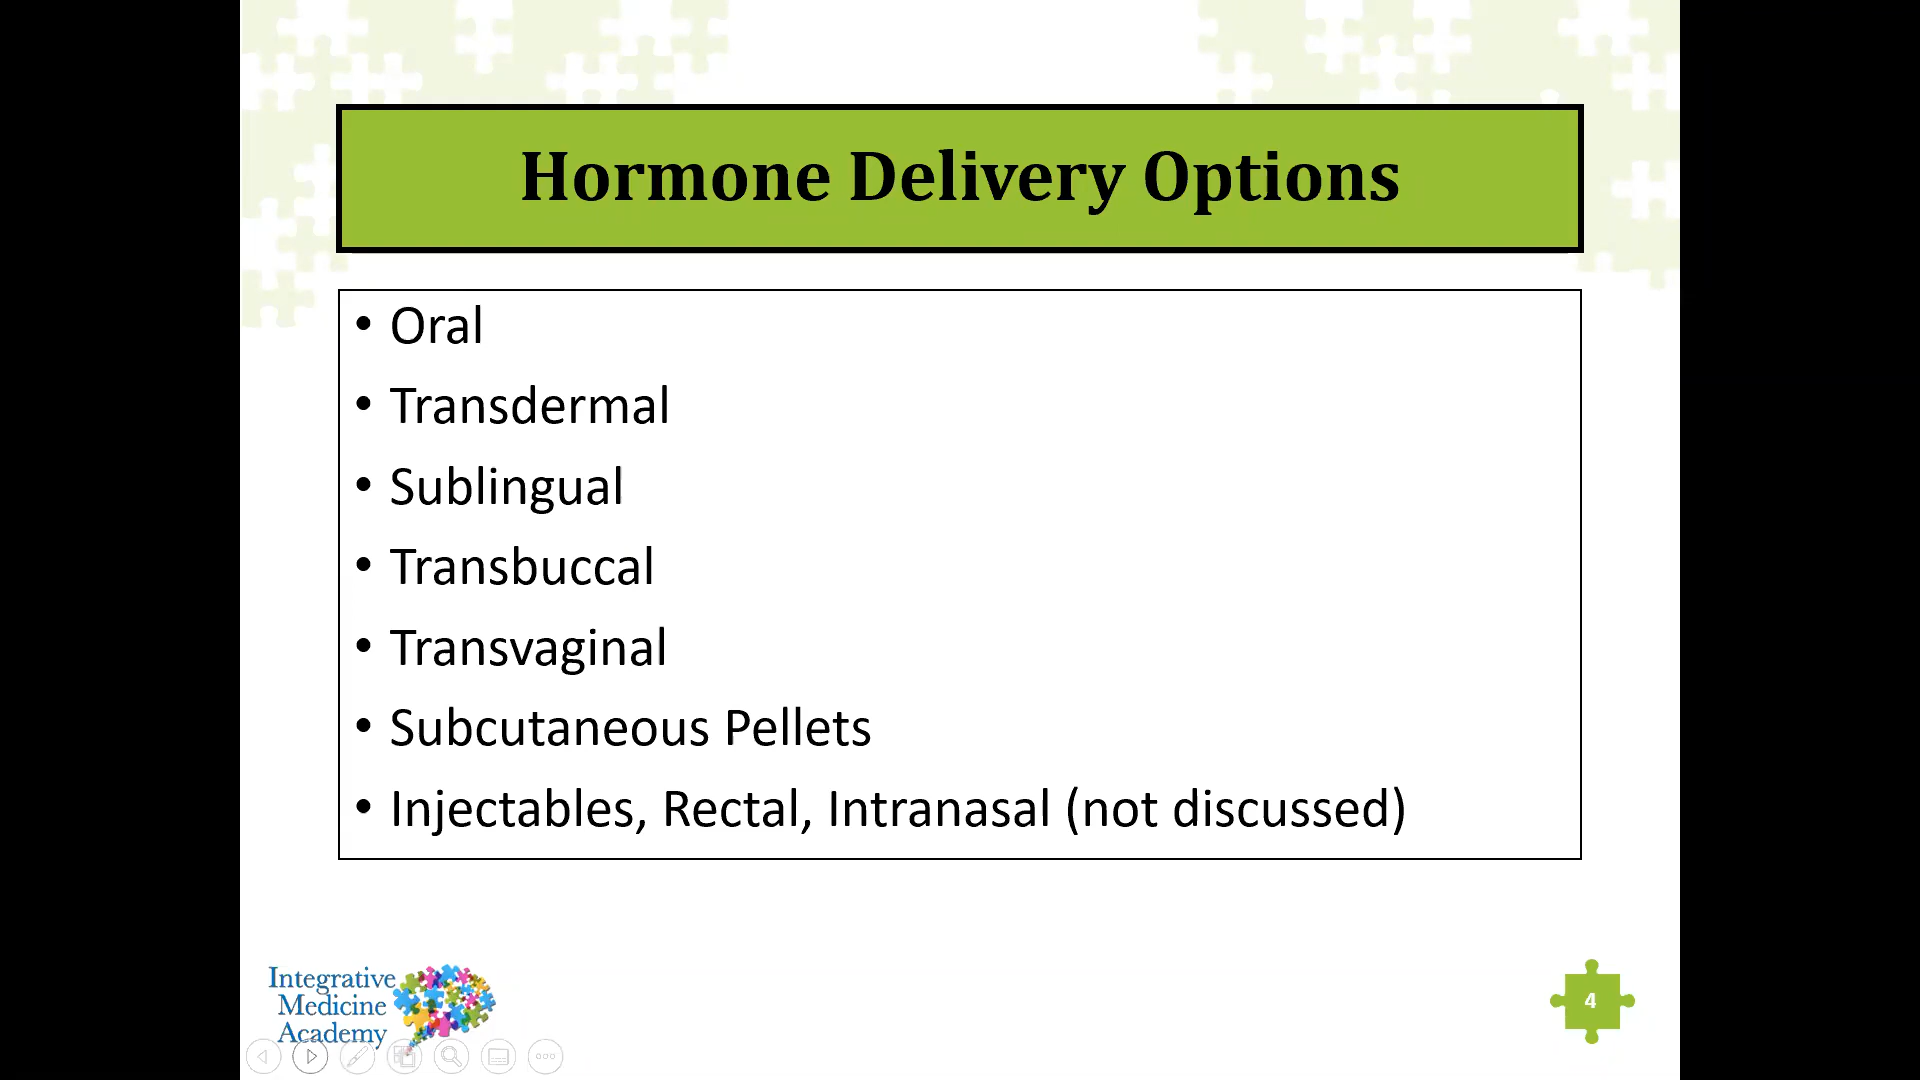 Hormone Delivery Options
• Oral
• Transdermal
• Sublingual
• Transbuccal
• Transvaginal
• Subcutaneous Pellets
• Injectables, Rectal, Intranasal (not discussed)
Integrative
Medicine
Academy
4